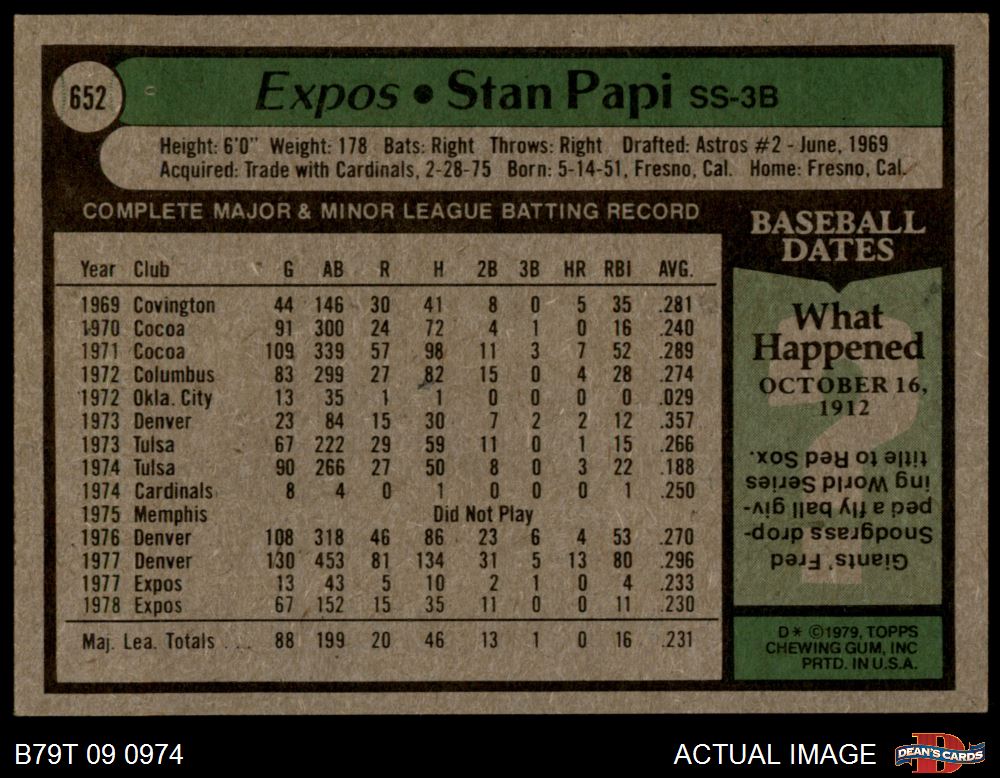 652
Expos • Stan Papi SS-3B
Height: 6'0" Weight: 178 Bats: Right Throws: Right Drafted: Astros #2 - June, 1969
Acquired: Trade with Cardinals, 2-28-75 Born: 5-14-51, Fresno, Cal. Home: Fresno, Cal.
COMPLETE MAJOR & MINOR LEAGUE BATTING RECORD
Year Club G AB R H 2B 3B HR RBI AVG.
1969 Covington 44 146 30 41 8 0 5 35 .281
1970 Cocoa 91 300 24 72 4 1 0 16 .240
1971 Cocoa 109 339 57 98 11 3 7 52 .289
1972 Columbus 83 299 27 82 15 0 4 28 .274
1972 Okla. City 13 35 1 1 0 0 0 0 .029
1973 Denver 23 84 15 30 7 2 2 12 .357
1973 Tulsa 67 222 29 59 11 0 1 15 .266
1974 Tulsa 90 266 27 50 8 0 3 22 .188
1974 Cardinals 8 4 0 1 0 0 0 1 .250
1975 Memphis Did Not Play
1976 Denver 108 318 46 86 23 6 4 53 .270
1977 Denver 130 453 81 134 31 5 13 80 .296
1977 Expos 13 43 5 10 2 1 0 4 .233
1978 Expos 67 152 15 35 11 0 0 11 .230
Maj. Lea. Totals . . . 88 199 20 46 13 1 0 16 .231
BASEBALL
DATES
What
Happened
OCTOBER 16,
1912
Giants' Fred
Snodgrass drop-
ped a fly ball giv-
ing World Series
title to Red Sox.
D* ©1979, TOPPS
CHEWING GUM, INC
PRTD. IN U.S.A.
B79T 09 0974
ACTUAL IMAGE
D
DEAN'S CARDS